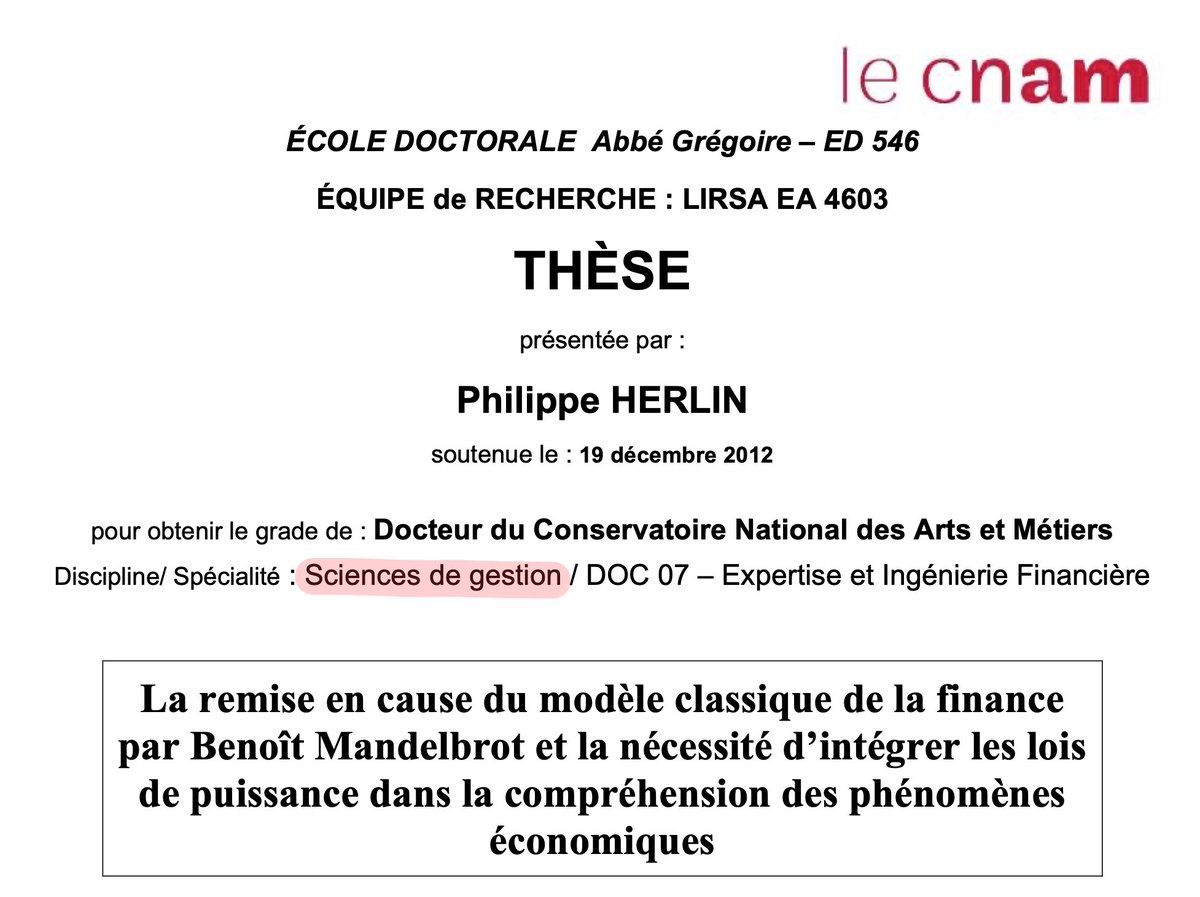 le cnam
ÉCOLE DOCTORALE Abbé Grégoire – ED 546
ÉQUIPE de RECHERCHE : LIRSA EA 4603
THÈSE
présentée par :
Philippe HERLIN
soutenue le : 19 décembre 2012
pour obtenir le grade de : Docteur du Conservatoire National des Arts et Métiers
Discipline/ Spécialité : Sciences de gestion / DOC 07 – Expertise et Ingénierie Financière
La remise en cause du modèle classique de la finance
par Benoît Mandelbrot et la nécessité d’intégrer les lois
de puissance dans la compréhension des phénomènes
économiques